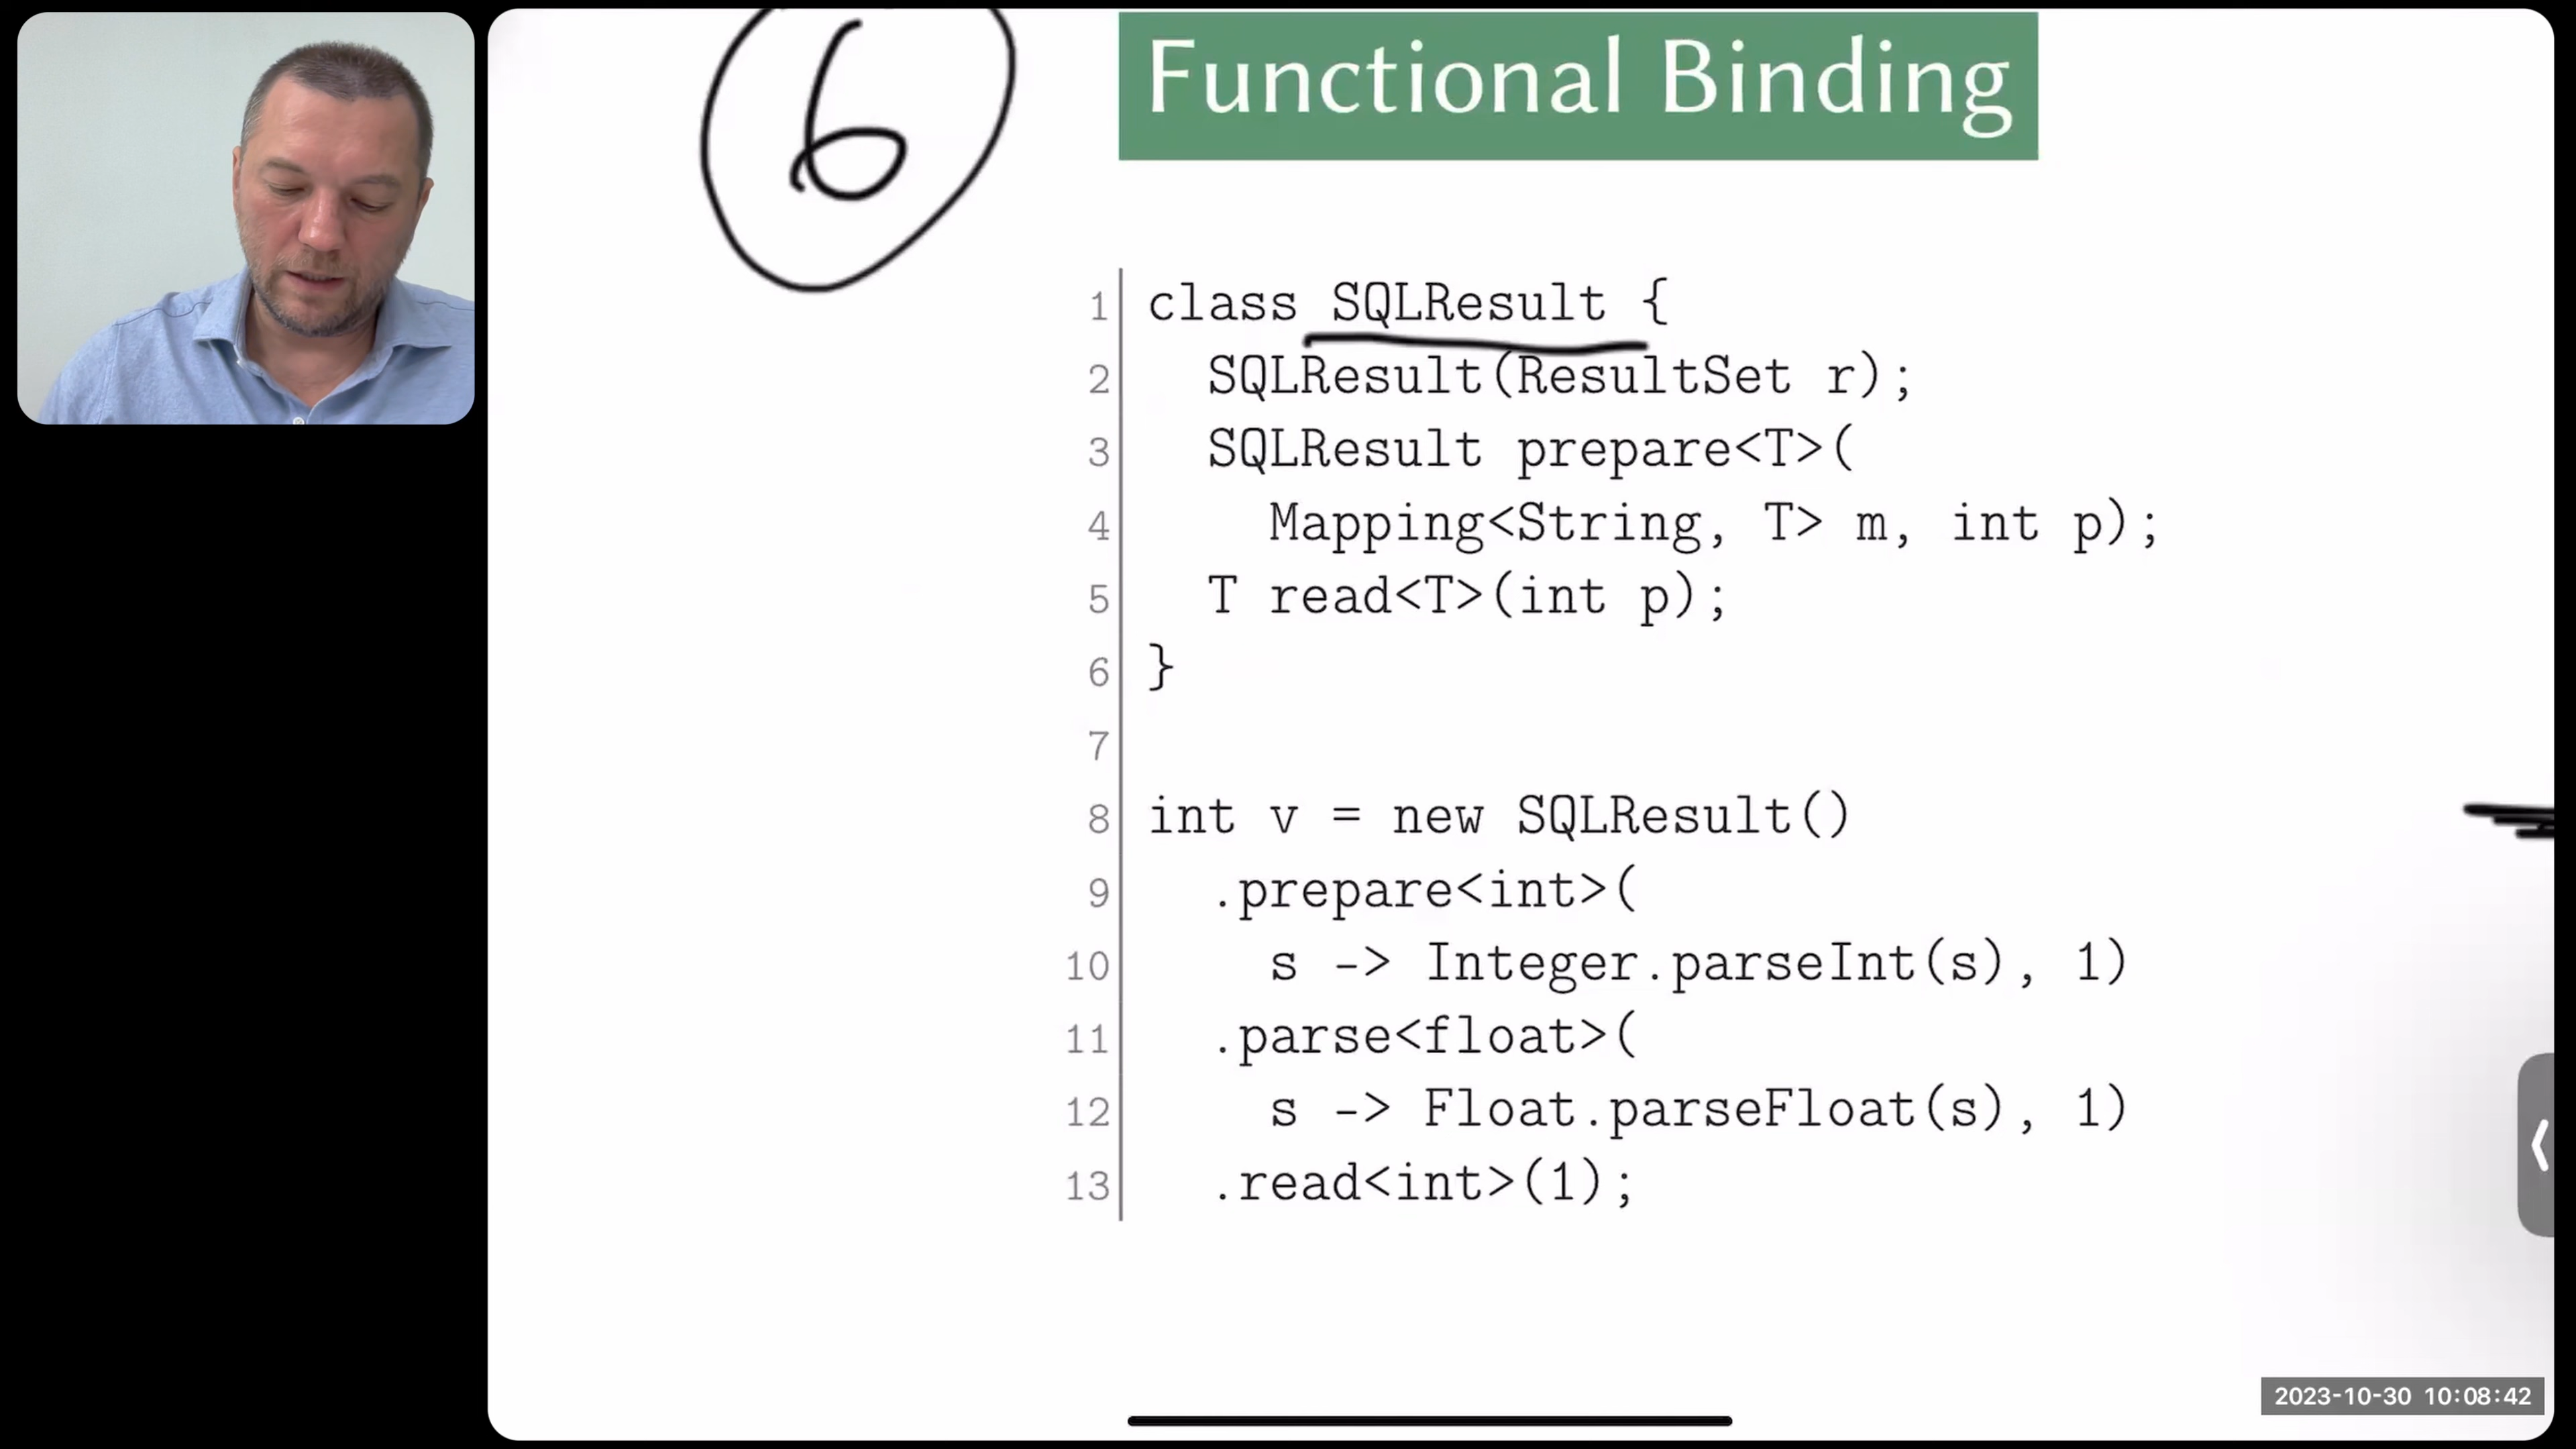 6
Functional Binding
1 class SQLResult {
2 SQLResult(ResultSet r);
3 SQLResult prepare<T>(
4 Mapping<String, T> m, int p);
5 T read<T>(int p);
6 }
7
8 int v = new SQLResult()
9 .prepare<int>(
10 s -> Integer.parseInt(s), 1)
11 .parse<float>(
12 s -> Float.parseFloat(s), 1)
13 .read<int>(1);
2023-10-30 10:08:42